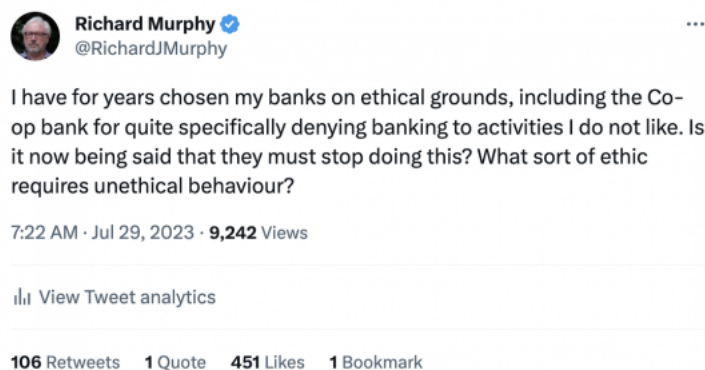 Richard Murphy
@RichardJMurphy
I have for years chosen my banks on ethical grounds, including the Co-
op bank for quite specifically denying banking to activities I do not like. Is
it now being said that they must stop doing this? What sort of ethic
requires unethical behaviour?
7:22 AM · Jul 29, 2023 · 9,242 Views
View Tweet analytics
106 Retweets 1 Quote 451 Likes 1 Bookmark